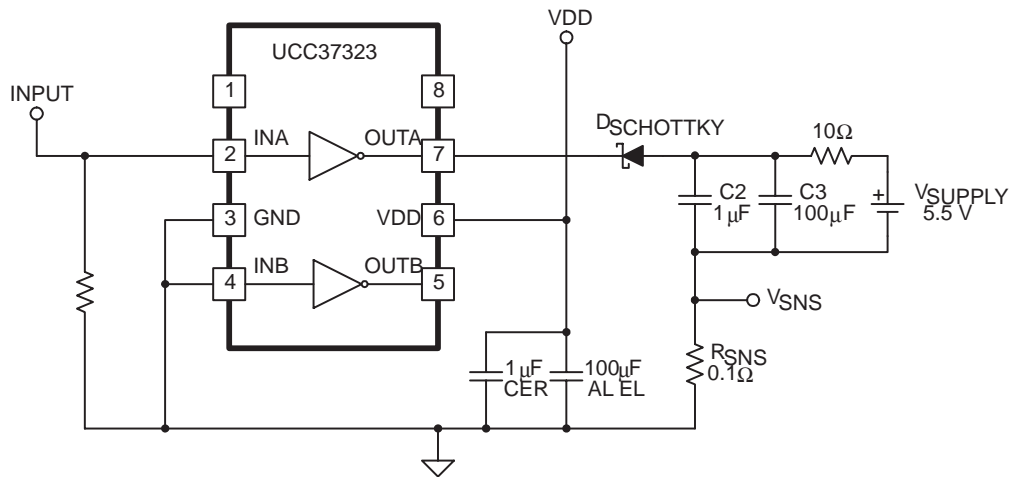 VDD
UCC37323
INPUT
1
8
INA
OUTA
2
7
DSCHOTTKY
10Ω
3
GND
VDD
6
C2
1μF
C3
100μF
+
VSUPPLY
5.5 V
4
INB
OUTB
5
VSNS
1μF
CER
100μF
AL EL
RSNS
0.1Ω